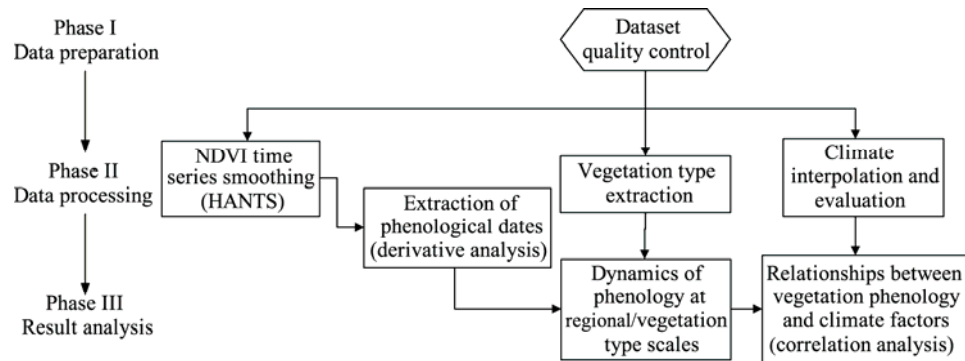 Phase I
Data preparation
Dataset
quality control
Phase II
Data processing
NDVI time
series smoothing
(HANTS)
Extraction of
phenological dates
(derivative analysis)
Vegetation type
extraction
Climate
interpolation and
evaluation
Phase III
Result analysis
Dynamics of
phenology at
regional/vegetation
type scales
Relationships between
vegetation phenology
and climate factors
(correlation analysis)